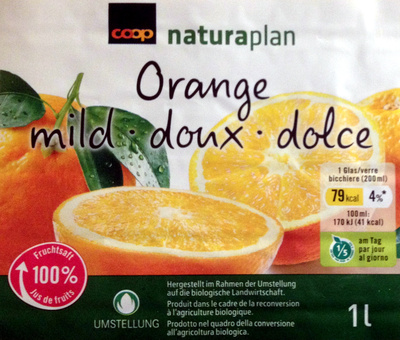 coop naturaplan
Orange
mild · doux · dolce
1 Glas/verre
bicchiere (200 ml)
79 kcal 4%*
100 ml:
170 kJ (41 kcal)
1/5
am Tag
par jour
al giorno
Fruchtsaft
100%
jus de fruits
UMSTELLUNG
Hergestellt im Rahmen der Umstellung
auf die biologische Landwirtschaft.
Produit dans le cadre de la reconversion
à l'agriculture biologique.
Prodotto nel quadro della conversione
all'agricoltura biologica.
1l